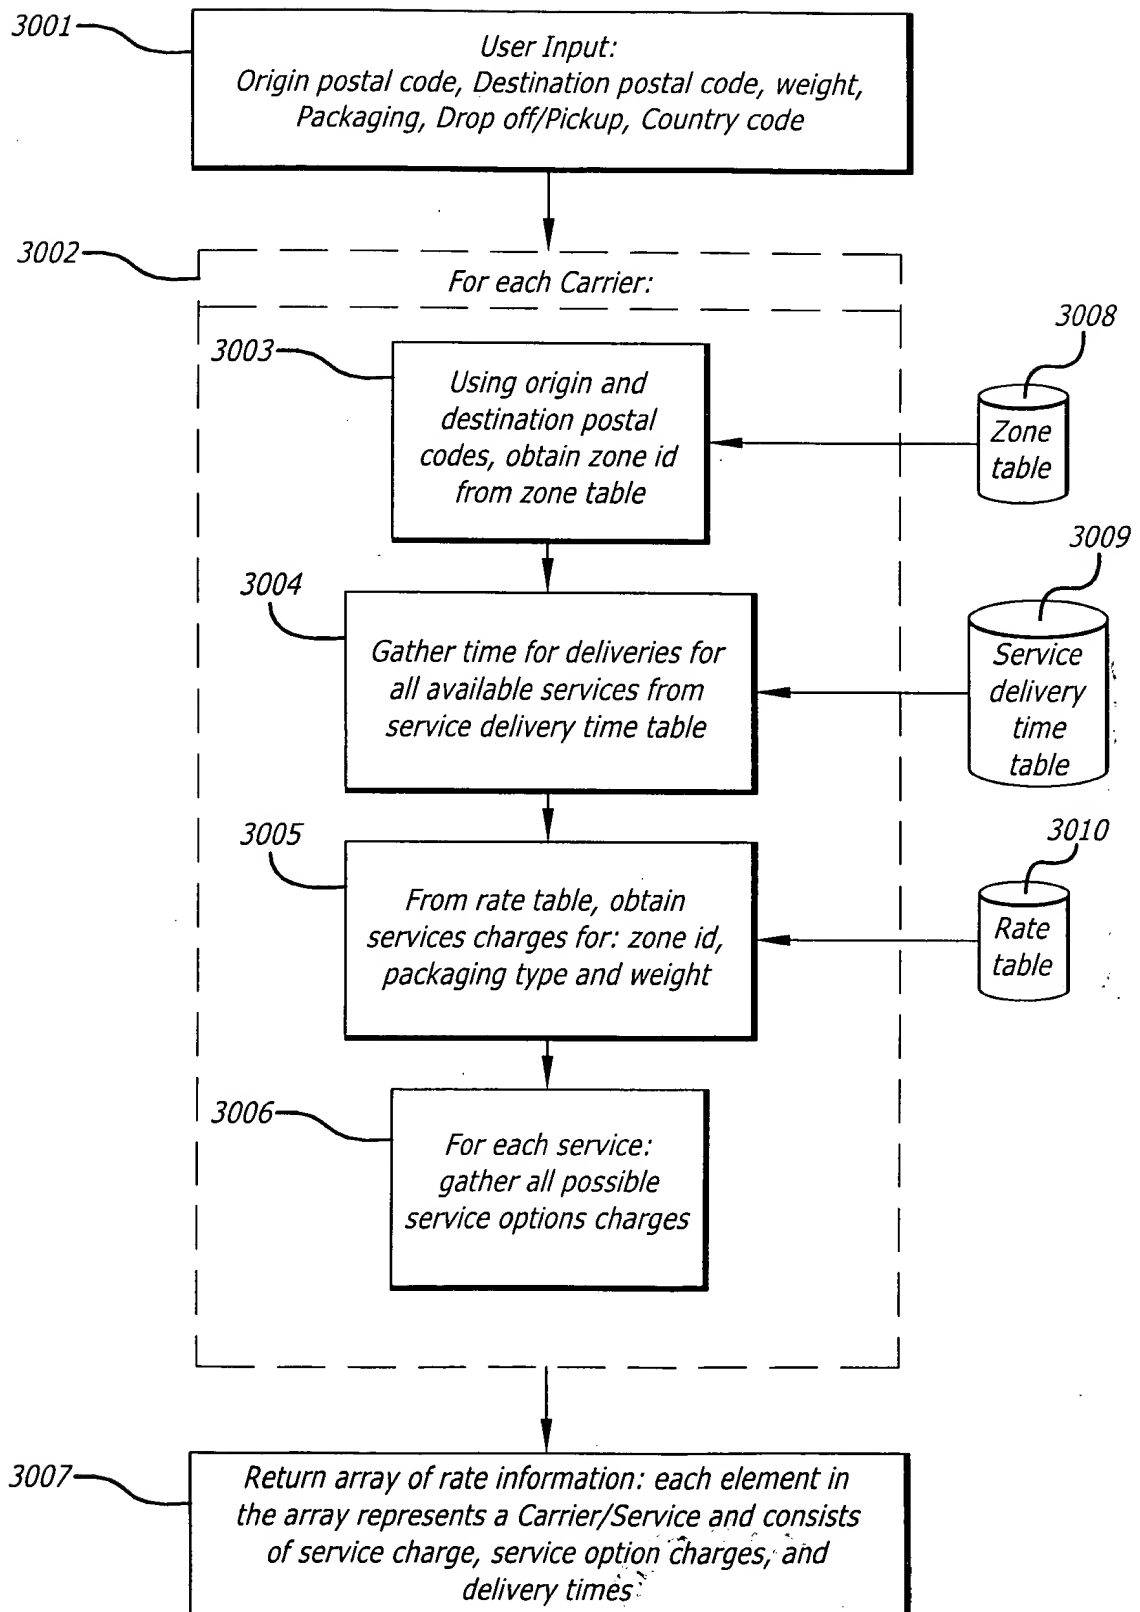 3001
User Input:
Origin postal code, Destination postal code, weight,
Packaging, Drop off/Pickup, Country code
3002
For each Carrier:
3003
Using origin and
destination postal
codes, obtain zone id
from zone table
3008
Zone
table
3004
Gather time for deliveries for
all available services from
service delivery time table
3009
Service
delivery
time
table
3005
From rate table, obtain
services charges for: zone id,
packaging type and weight
3010
Rate
table
3006
For each service:
gather all possible
service options charges
3007
Return array of rate information: each element in
the array represents a Carrier/Service and consists
of service charge, service option charges, and
delivery times